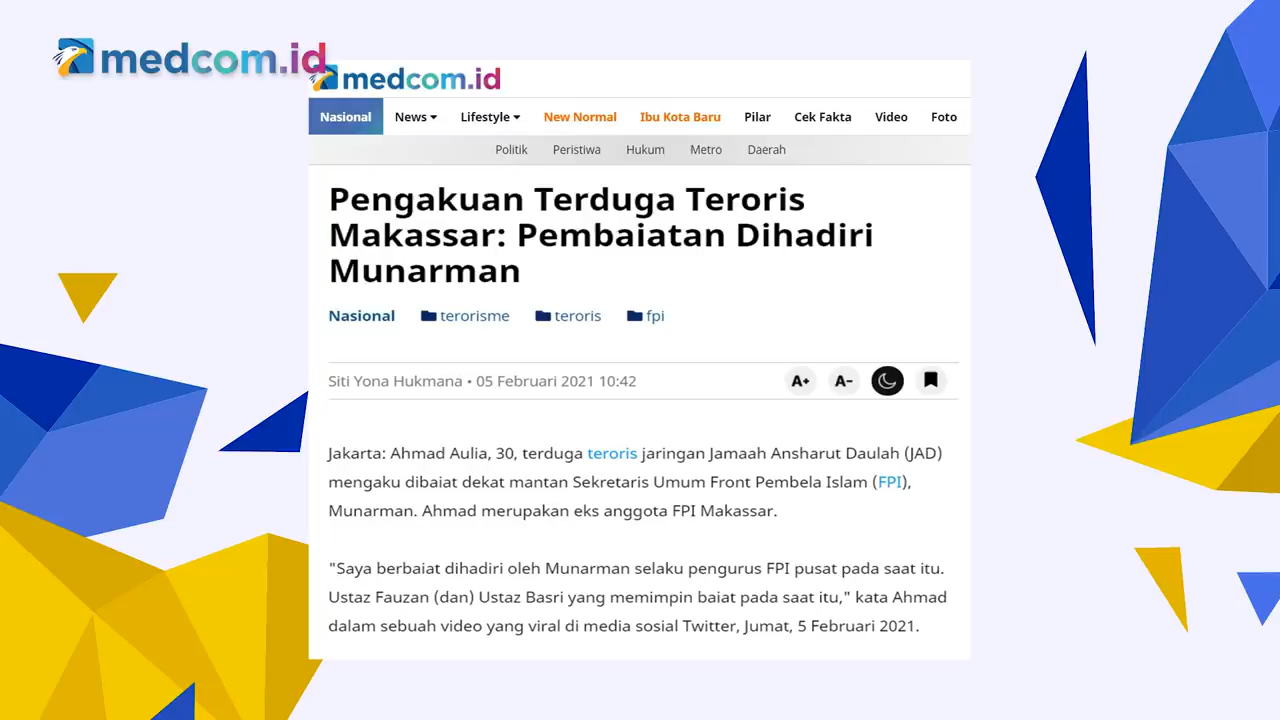 medcom.id
medcom.id
Nasional News Lifestyle New Normal Ibu Kota Baru Pilar Cek Fakta Video Foto
Politik Peristiwa Hukum Metro Daerah
Pengakuan Terduga Teroris
Makassar: Pembaiatan Dihadiri
Munarman
Nasional terorisme teroris fpi
Siti Yona Hukmana • 05 Februari 2021 10:42 A+ A-
Jakarta: Ahmad Aulia, 30, terduga teroris jaringan Jamaah Ansharut Daulah (JAD)
mengaku dibaiat dekat mantan Sekretaris Umum Front Pembela Islam (FPI),
Munarman. Ahmad merupakan eks anggota FPI Makassar.
"Saya berbaiat dihadiri oleh Munarman selaku pengurus FPI pusat pada saat itu.
Ustaz Fauzan (dan) Ustaz Basri yang memimpin baiat pada saat itu," kata Ahmad
dalam sebuah video yang viral di media sosial Twitter, Jumat, 5 Februari 2021.